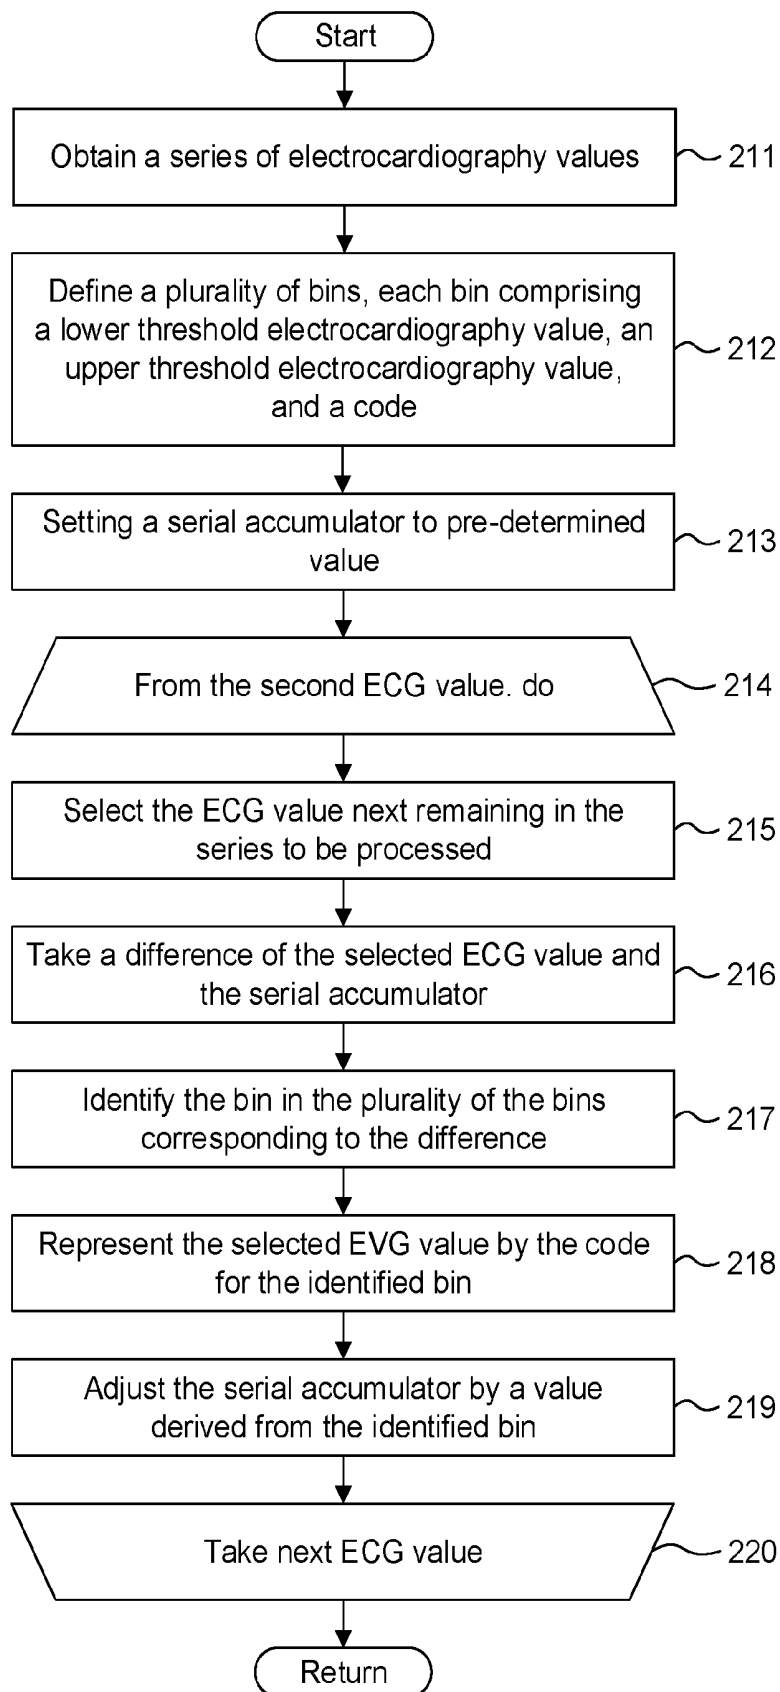 Start
Obtain a series of electrocardiography values
211
Define a plurality of bins, each bin comprising
a lower threshold electrocardiography value, an
upper threshold electrocardiography value,
and a code
212
Setting a serial accumulator to pre-determined
value
213
From the second ECG value. do
214
Select the ECG value next remaining in the
series to be processed
215
Take a difference of the selected ECG value and
the serial accumulator
216
Identify the bin in the plurality of the bins
corresponding to the difference
217
Represent the selected EVG value by the code
for the identified bin
218
Adjust the serial accumulator by a value
derived from the identified bin
219
Take next ECG value
220
Return